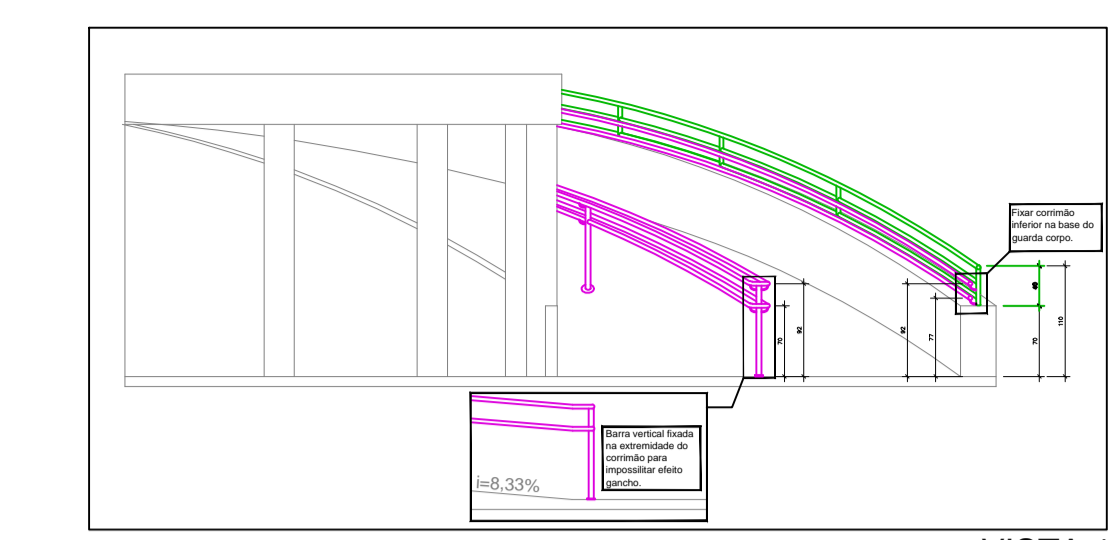 Fixar corrimão
inferior na base do
guarda corpo.
40
110
92
92
77
70
70
Barra vertical fixada
na extremidade do
corrimão para
impossilitar efeito
gancho.
i=8,33%